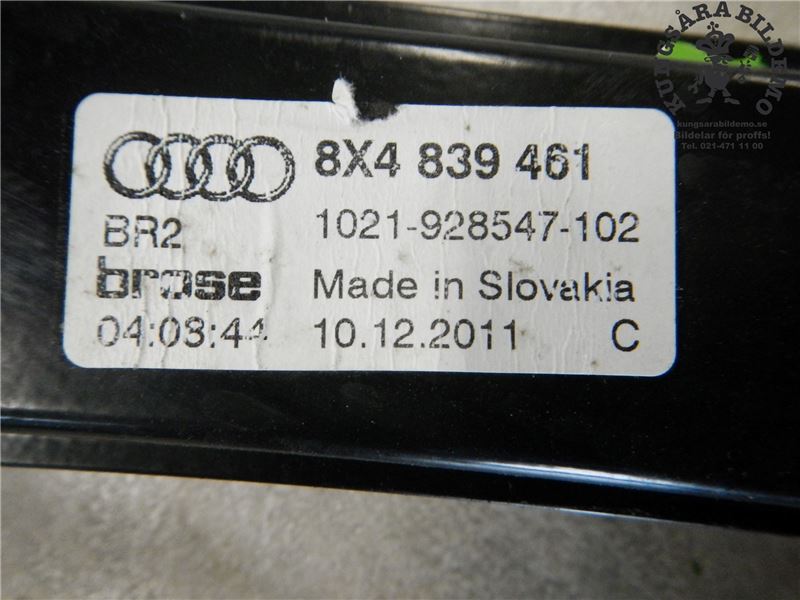 KUNGSÅRA BILDEMO
kungsarabildemo.se
Bildelar för proffs!
Tel. 021-471 11 00
8X4 839 461
BR2 1021-928547-102
brose Made in Slovakia
04:08:44 10.12.2011 C